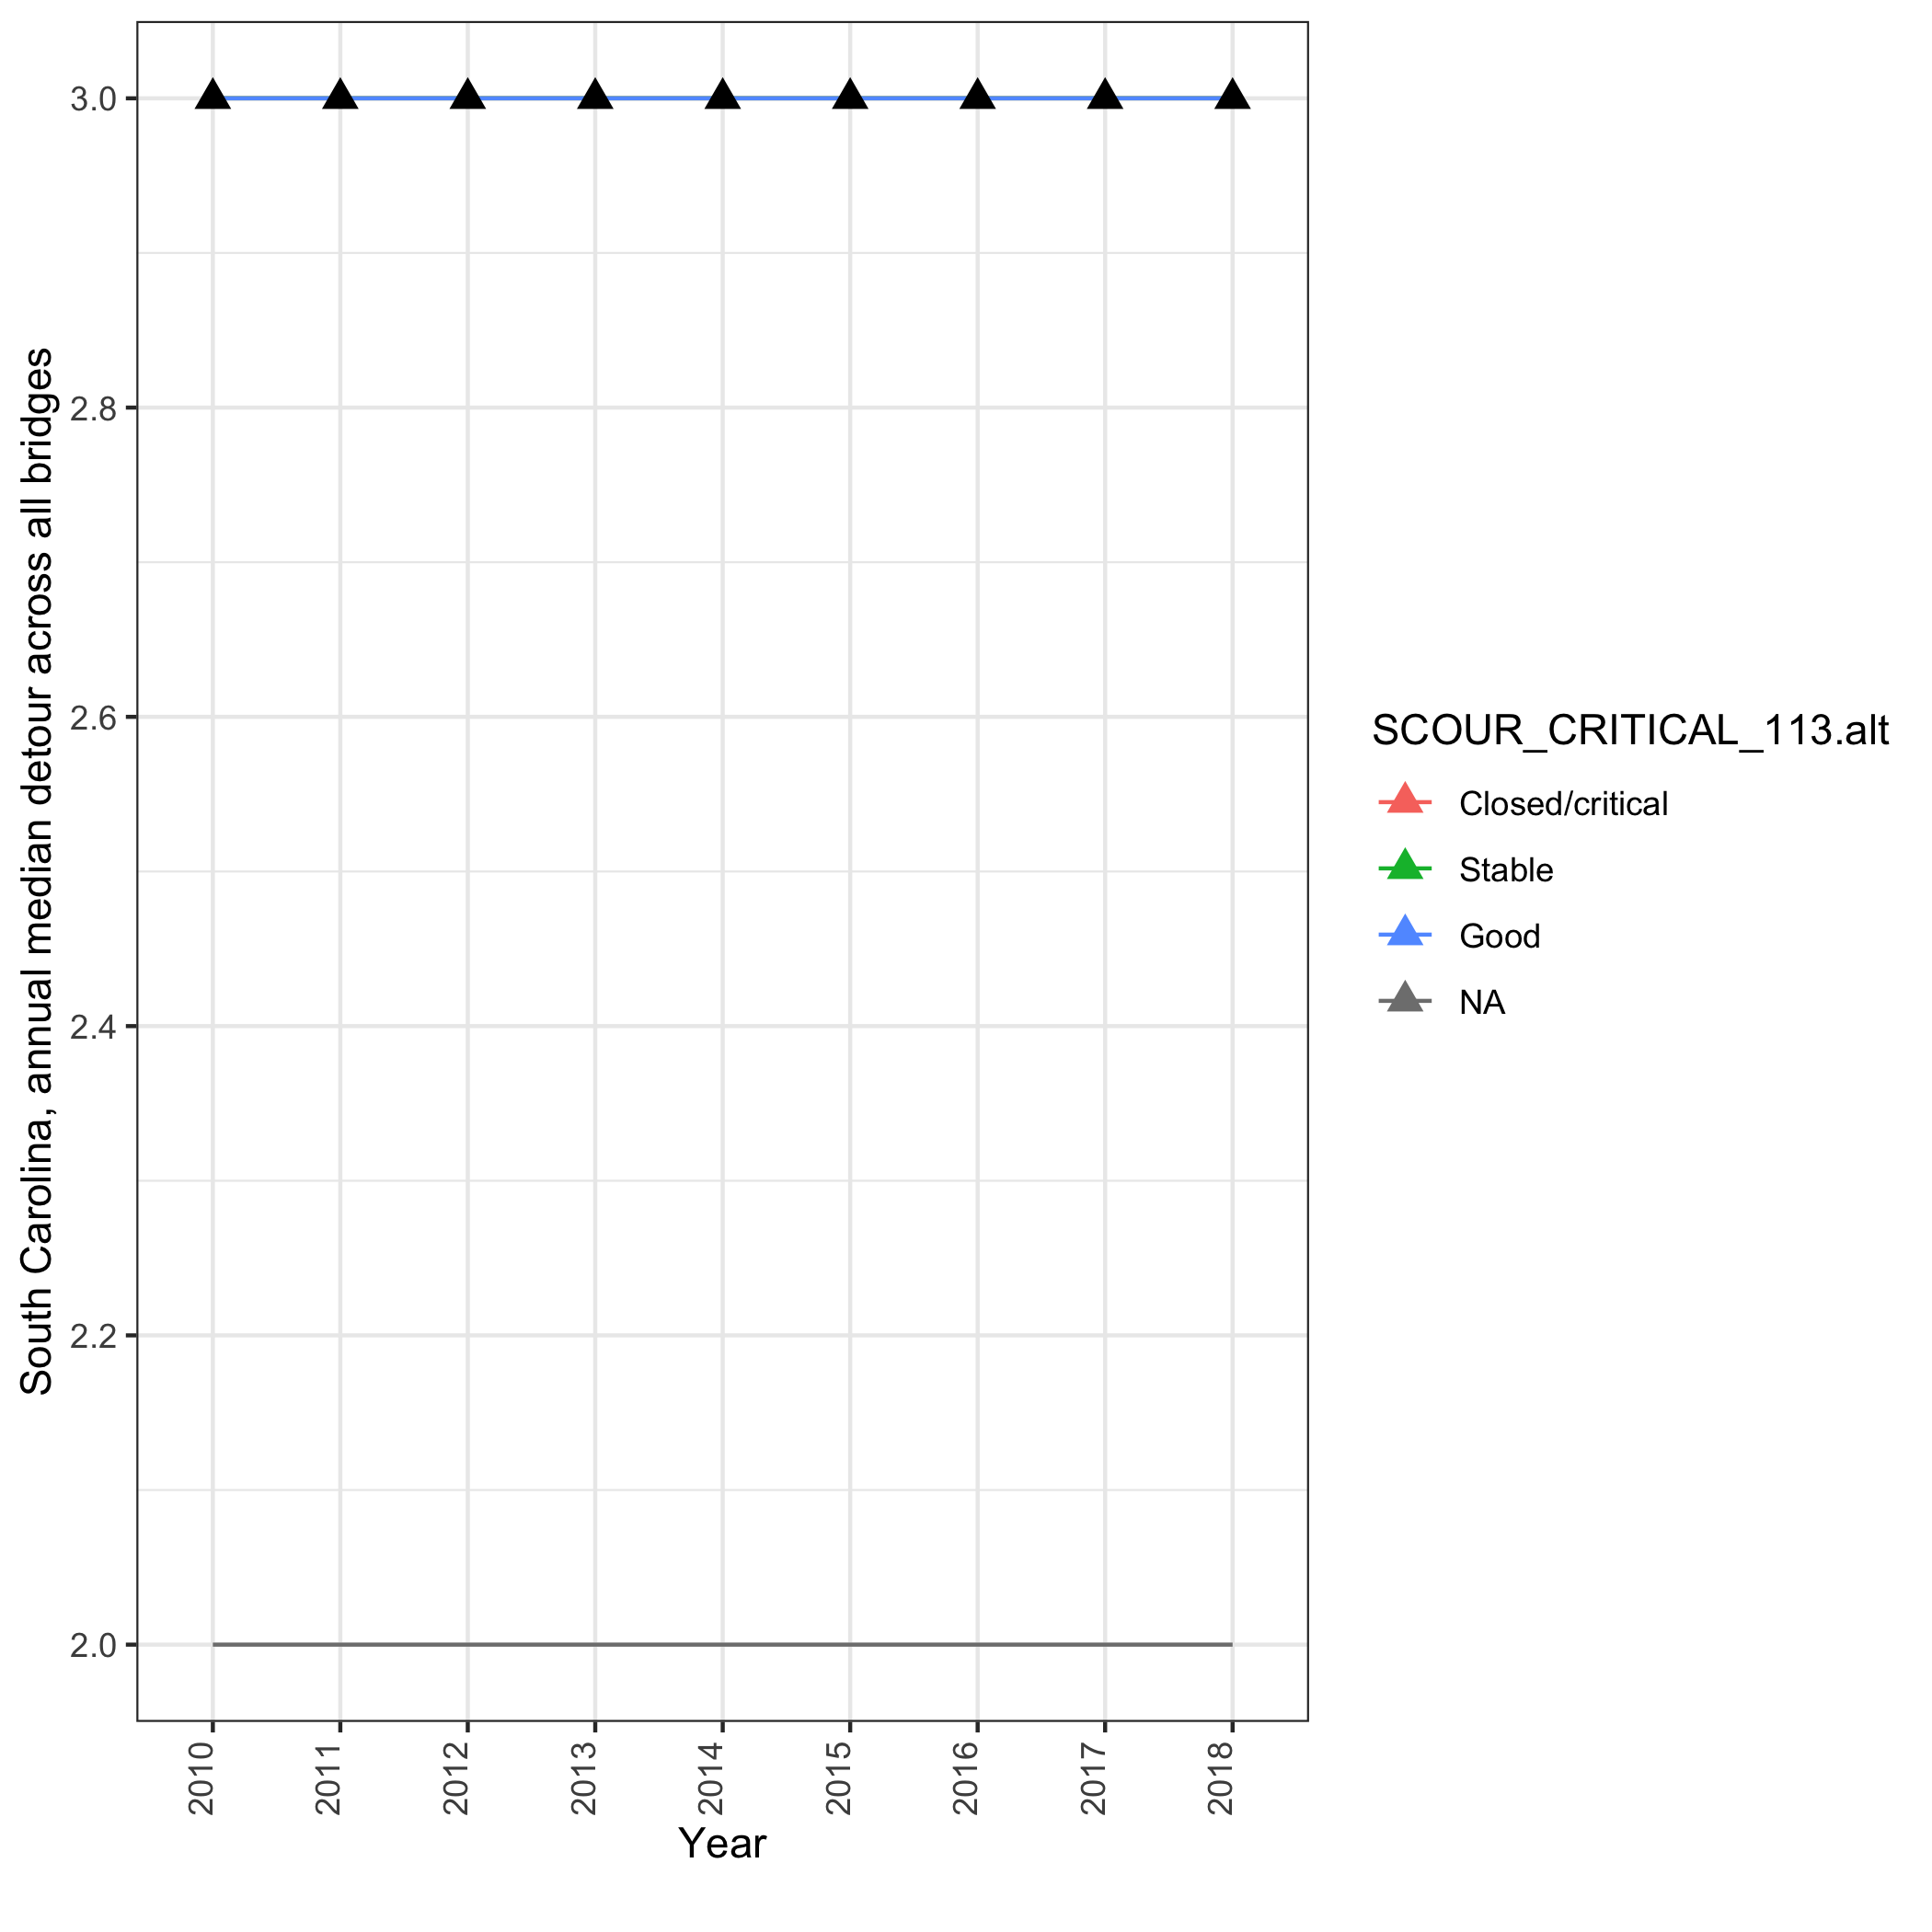 South Carolina, annual median detour across all bridges
3.0
2.8
2.6
2.4
2.2
2.0
2010
2011
2012
2013
2014
2015
2016
2017
2018
Year
SCOUR_CRITICAL_113.alt
Closed/critical
Stable
Good
NA